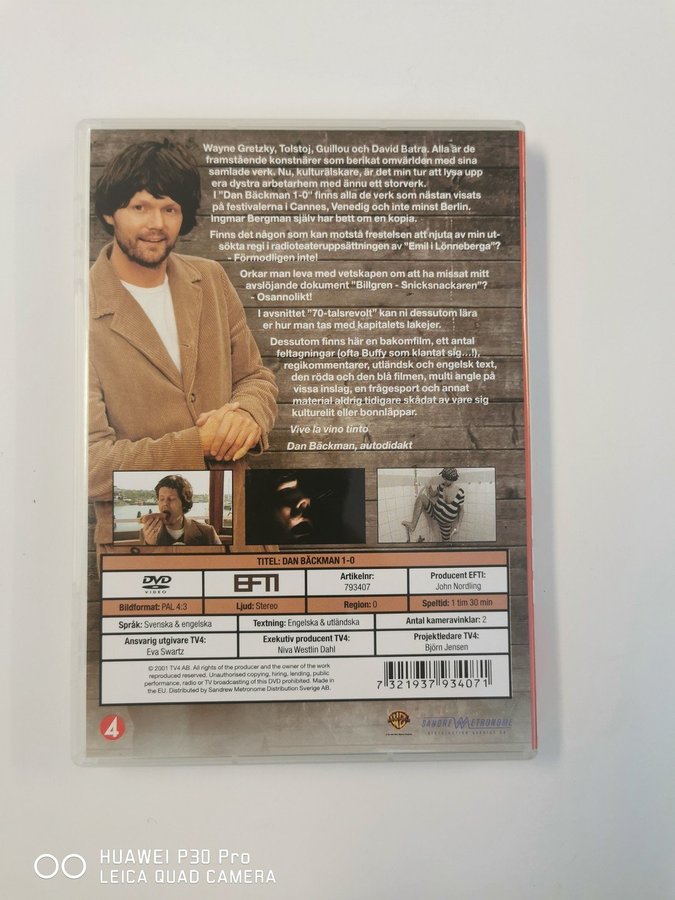 Wayne Gretzky, Tolstoj, Guillou och David Batra. Alla är de
framstående konstnärer som berikat omvärlden med sina
samlade verk. Nu, kulturälskare, är det min tur att lysa upp
era dystra arbetarhem med ännu ett storverk.
I "Dan Bäckman 1-0" finns alla de verk som nästan visats
på festivalerna i Cannes, Venedig och inte minst Berlin.
Ingmar Bergman själv har bett om en kopia.
Finns det någon som kan motstå frestelsen att njuta av min ut-
sökta regi i radioteateruppsättningen av "Emil i Lönneberga"?
- Förmodligen inte!
Orkar man leva med vetskapen om att ha missat mitt
avslöjande dokument "Billgren - Snicksnackaren"?
- Osannolikt!
I avsnittet "70-talsrevolt" kan ni dessutom lära
er hur man tas med kapitalets lakejer.
Dessutom finns här en bakomfilm, ett antal
feltagningar (ofta Buffy som klantat sig...!),
regikommentarer, utländsk och engelsk text,
den röda och den blå filmen, multi angle på
vissa inslag, en frågesport och annat
material aldrig tidigare skådat av vare sig
kulturelit eller bonnläppar.
Vive la vino tinto
Dan Bäckman, autodidakt
TITEL: DAN BÄCKMAN 1-0
DVD
VIDEO
EFTI
Artikelnr:
793407
Producent EFTI:
John Nordling
Bildformat: PAL 4:3
Ljud: Stereo
Region: 0
Speltid: 1 tim 30 min
Språk: Svenska & engelska
Textning: Engelska & utländska
Antal kameravinklar: 2
Ansvarig utgivare TV4:
Eva Swartz
Exekutiv producent TV4:
Niva Westlin Dahl
Projektledare TV4:
Björn Jensen
© 2001 TV4 AB. All rights of the producer and the owner of the work
reproduced reserved. Unauthorised copying, hiring, lending, public
performance, radio or TV broadcasting of this DVD prohibited. Made in
the EU. Distributed by Sandrew Metronome Distribution Sverige AB.
7 321937 934071
4
SANDREW METRONOME
DISTRIBUTION SVERIGE AB
HUAWEI P30 Pro
LEICA QUAD CAMERA